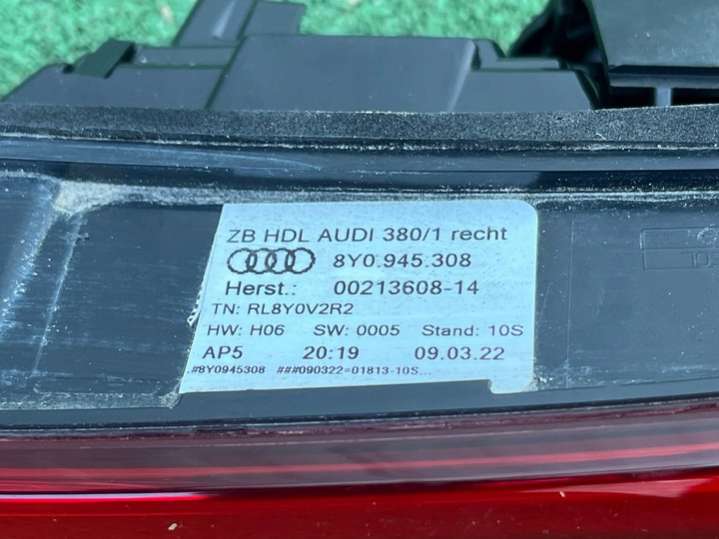 ZB HDL AUDI 380/1 recht
8Y0.945.308
Herst.: 00213608-14
TN: RL8Y0V2R2
HW: H06 SW: 0005 Stand: 10S
AP5 20:19 09.03.22
.#8Y0945308 ###090322=01813-10S...